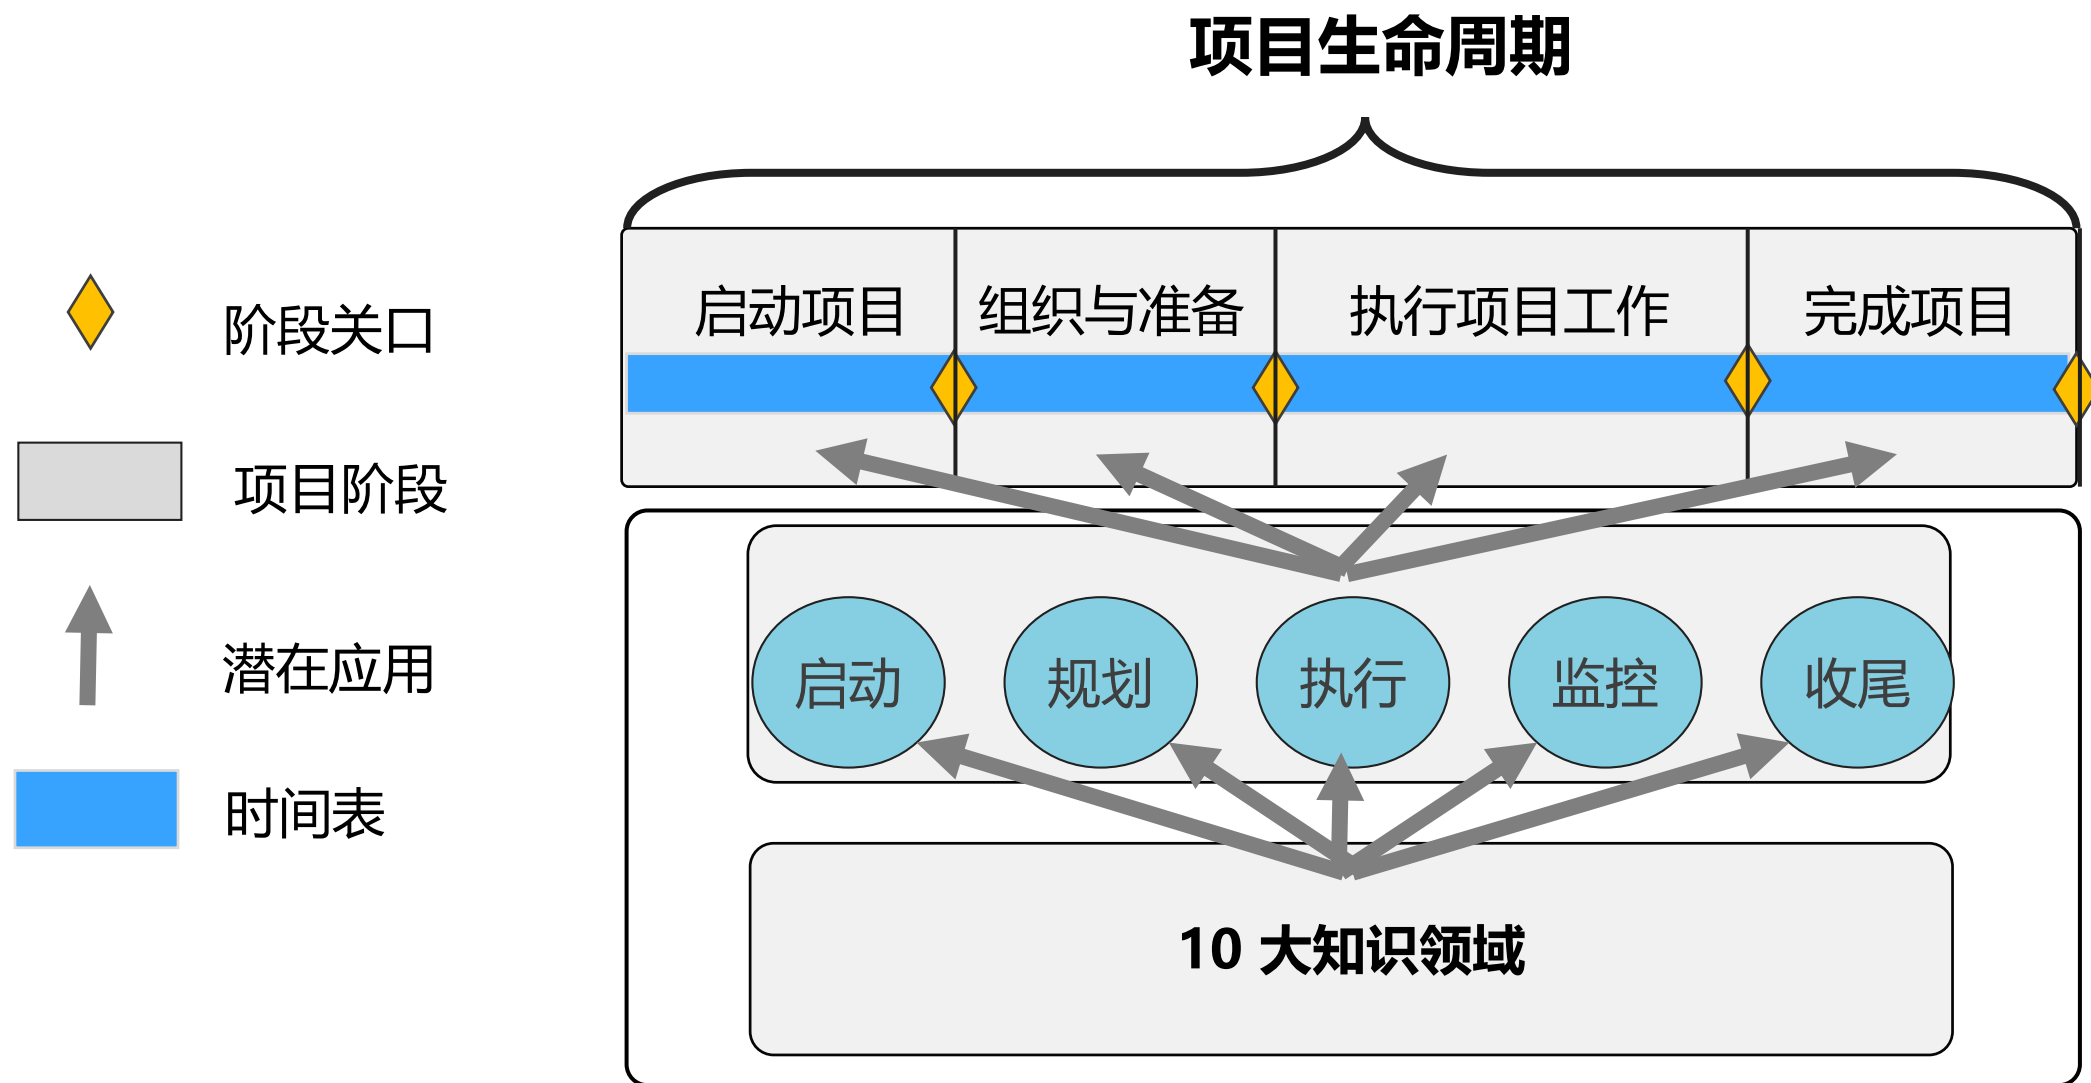 项目生命周期
启动项目
组织与准备
执行项目工作
完成项目
阶段关口
项目阶段
潜在应用
时间表
启动
规划
执行
监控
收尾
10 大知识领域